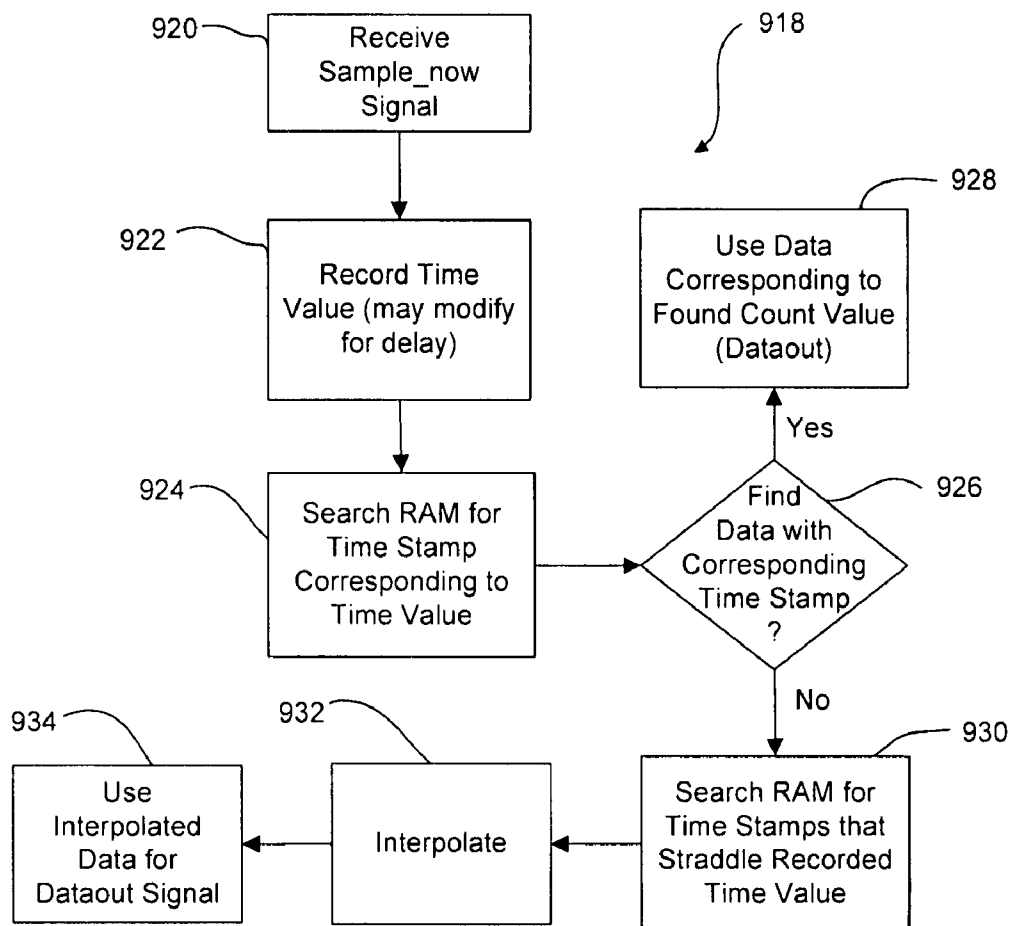 920
Receive
Sample_now
Signal
918
922
Record Time
Value (may modify
for delay)
928
Use Data
Corresponding to
Found Count Value
(Dataout)
Yes
924
Search RAM for
Time Stamp
Corresponding to
Time Value
926
Find
Data with
Corresponding
Time Stamp
?
No
930
Search RAM for
Time Stamps that
Straddle Recorded
Time Value
932
Interpolate
934
Use
Interpolated
Data for
Dataout Signal